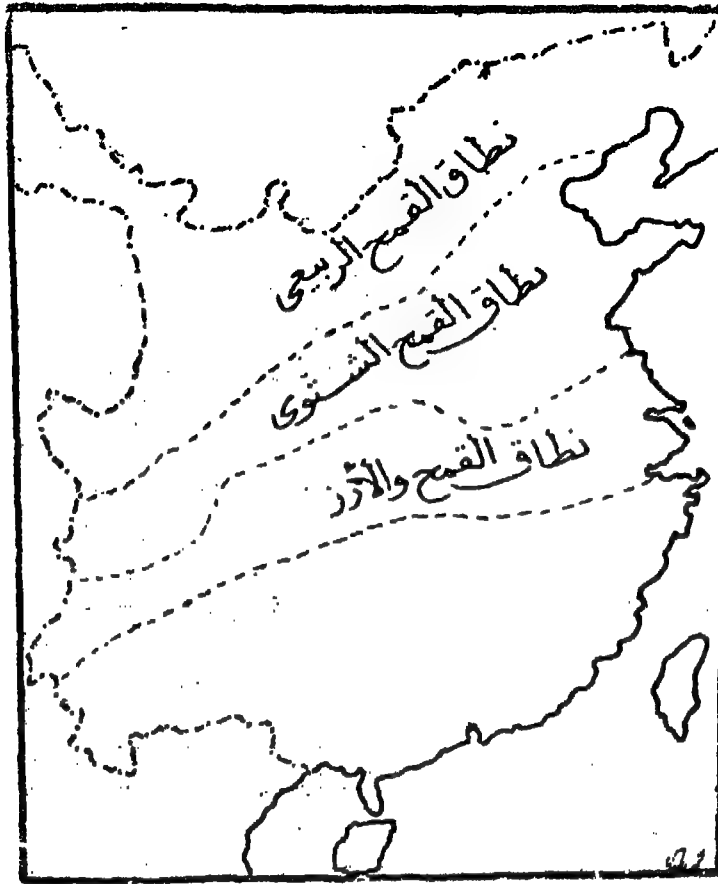 نطاق القمح الربيعى
نطاق القمح الشتوى
نطاق القمح والأرز